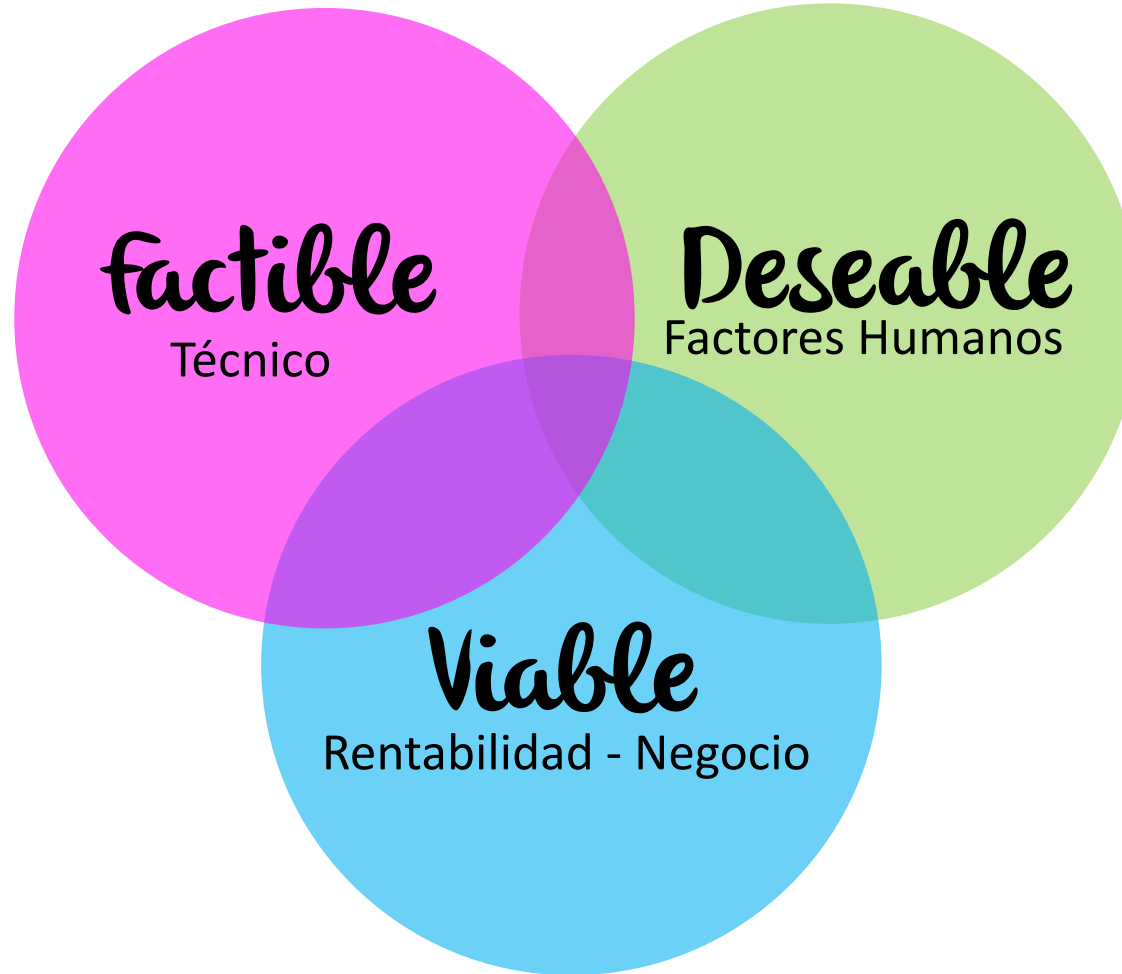 factible
Técnico
Deseable
Factores Humanos
Viable
Rentabilidad - Negocio